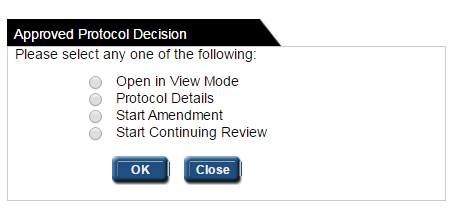 Approved Protocol Decision
Please select any one of the following:
Open in View Mode
Protocol Details
Start Amendment
Start Continuing Review
OK Close